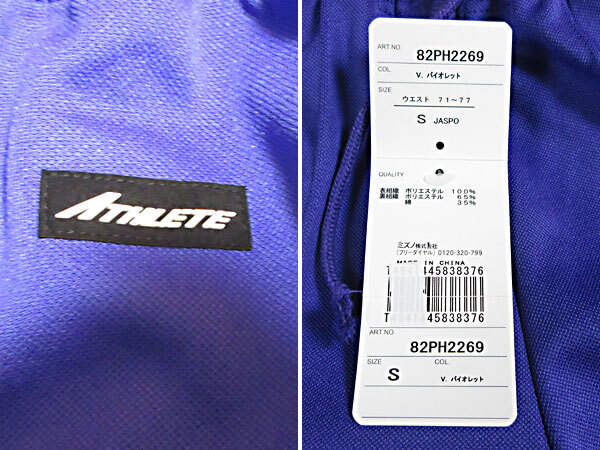 ATHLETE
ART NO.
82PH2269
COL.
V. バイオレット
SIZE
ウエスト 71~77
S JASPO
QUALITY
表組織 ポリエステル 100%
裏組織 ポリエステル 65%
綿 35%
ミズノ株式会社
(フリーダイヤル) 0120-320-799
MADE IN CHINA
T4941445838376
T4941445838376
ART NO.
82PH2269
SIZE COL.
S V. バイオレット